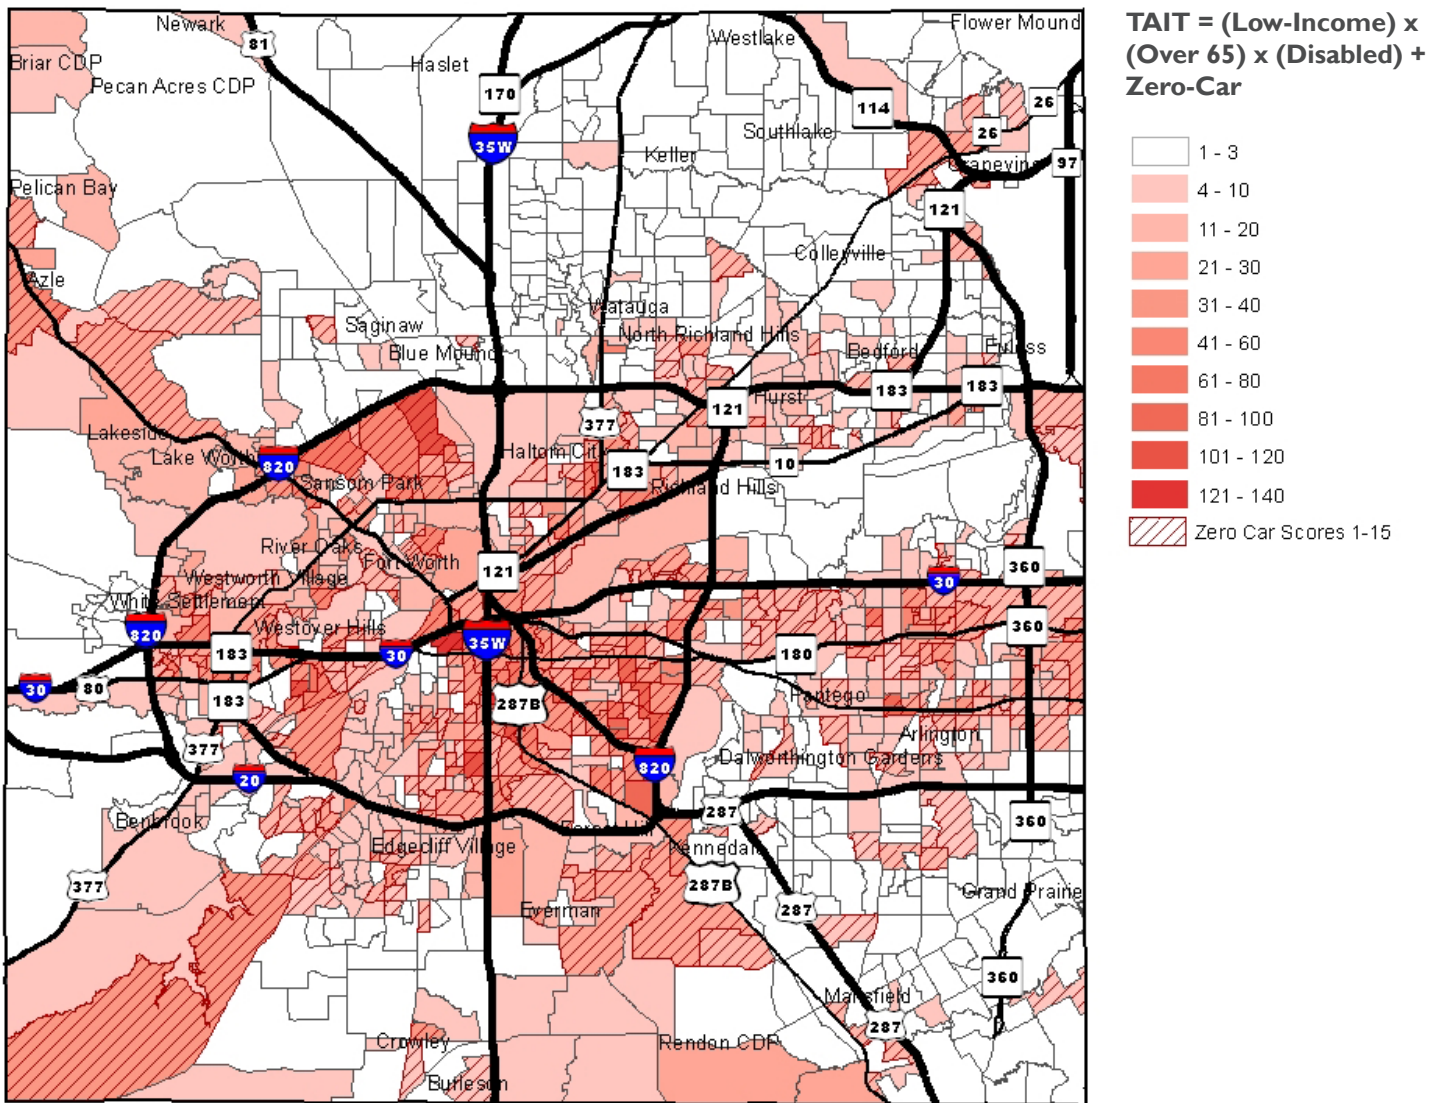 TAIT = (Low-Income) x
(Over 65) x (Disabled) +
Zero-Car
1 - 3
4 - 10
11 - 20
21 - 30
31 - 40
41 - 60
61 - 80
81 - 100
101 - 120
121 - 140
Zero Car Scores 1-15
Newark
Flower Mound
81
Westlake
Briar CDP
Haslet
Pecan Acres CDP
170
114
26
26
Southlake
35W
Keller
Grapevine
97
Pelican Bay
121
Colleyville
Azle
Watauga
Saginaw
North Richland Hills
Blue Mound
Bedford
Euless
183
183
121
Hurst
377
Lakeside
Haltom City
Lake Worth
820
183
10
Sansom Park
Richland Hills
River Oaks
Fort Worth
121
360
Westworth Village
30
White Settlement
820
Westover Hills
35W
360
183
30
180
30
80
183
287B
Pantego
377
Arlington
Dalworthington Gardens
820
20
287
Benbrook
Forest Hill
360
Edgecliff Village
Kennedale
377
287B
Grand Prairie
Everman
287
360
Mansfield
287
Crowley
Rendon CDP
Burleson